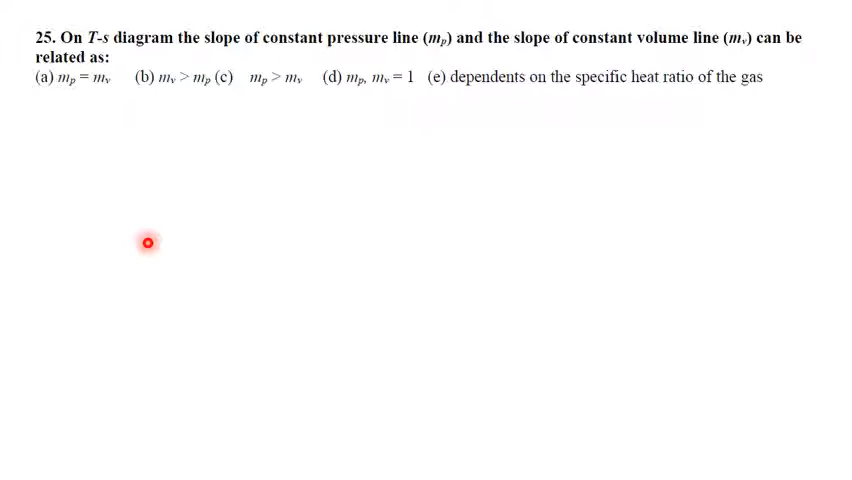 25. On T-s diagram the slope of constant pressure line (mp) and the slope of constant volume line (mv) can be
related as:
(a) mp = mv (b) mv > mp (c) mp > mv (d) mp, mv = 1 (e) dependents on the specific heat ratio of the gas